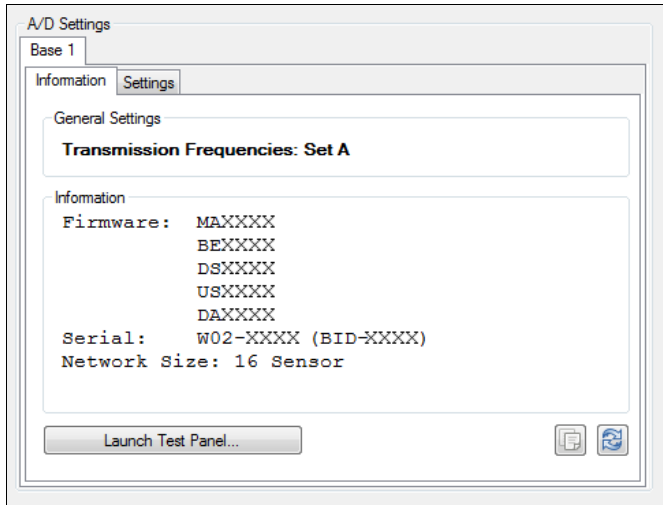 A/D Settings
Base 1
Information Settings
General Settings
Transmission Frequencies: Set A
Information
Firmware: MAXXXX
BEXXXX
DSXXXX
USXXXX
DAXXXX
Serial: W02-XXXX (BID-XXXX)
Network Size: 16 Sensor
Launch Test Panel...